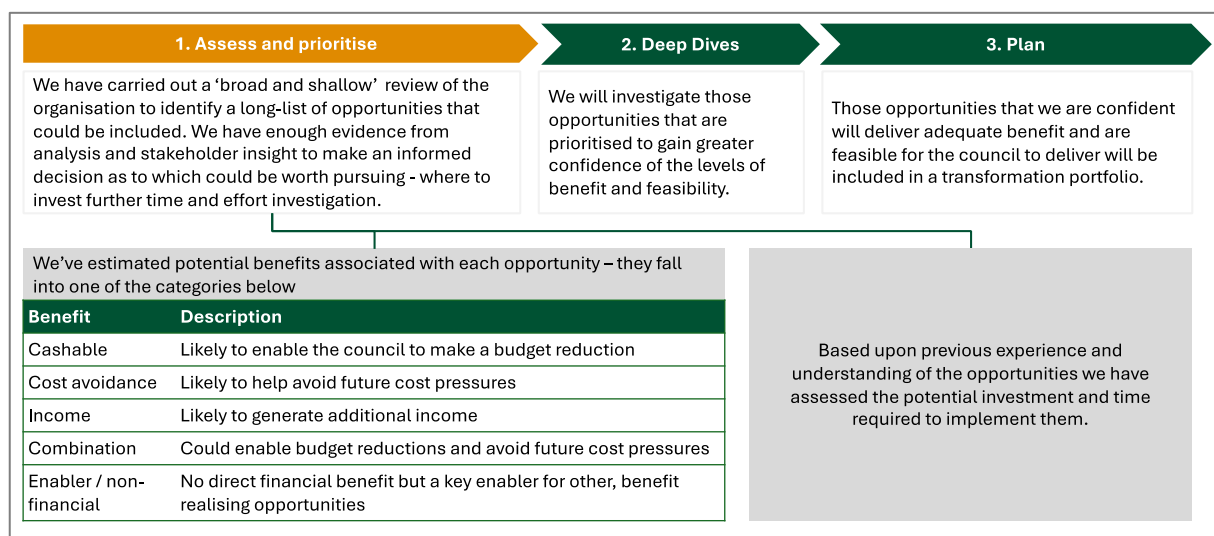 1. Assess and prioritise
2. Deep Dives
3. Plan
We have carried out a ‘broad and shallow’ review of the
organisation to identify a long-list of opportunities that
could be included. We have enough evidence from
analysis and stakeholder insight to make an informed
decision as to which could be worth pursuing - where to
invest further time and effort investigation.
We will investigate those
opportunities that are
prioritised to gain greater
confidence of the levels of
benefit and feasibility.
Those opportunities that we are confident
will deliver adequate benefit and are
feasible for the council to deliver will be
included in a transformation portfolio.
We’ve estimated potential benefits associated with each opportunity – they fall
into one of the categories below
Benefit Description
Cashable Likely to enable the council to make a budget reduction
Cost avoidance Likely to help avoid future cost pressures
Income Likely to generate additional income
Combination Could enable budget reductions and avoid future cost pressures
Enabler / non- No direct financial benefit but a key enabler for other, benefit
financial realising opportunities
Based upon previous experience and
understanding of the opportunities we have
assessed the potential investment and time
required to implement them.